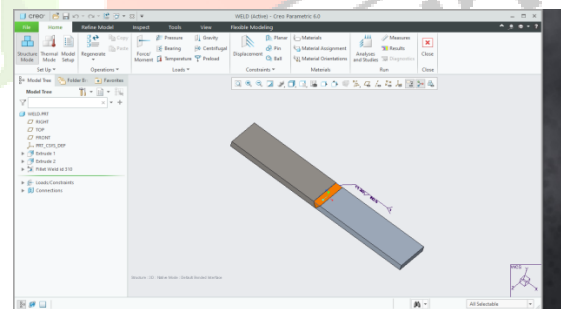 creo WELD (Active) - Creo Parametric 6.0
File Home Refine Model Inspect Tools View Flexible Modeling
Structure Mode Thermal Mode Model Setup
Regenerate Copy Paste
Force/Moment
Pressure Gravity
Bearing Centrifugal
Temperature Preload
Displacement
Planar
Pin
Ball
Materials
Material Assignment
Material Orientations
Analyses and Studies
Measures
Results
Diagnostics
Close
Set Up Operations Loads Constraints Materials Run Close
Model Tree Folder Br Favorites
Model Tree
WELD.PRT
RIGHT
TOP
FRONT
PRT_CSYS_DEF
Extrude 1
Extrude 2
Fillet Weld id 310
Loads/Constraints
Connections
WCS
All Selectable